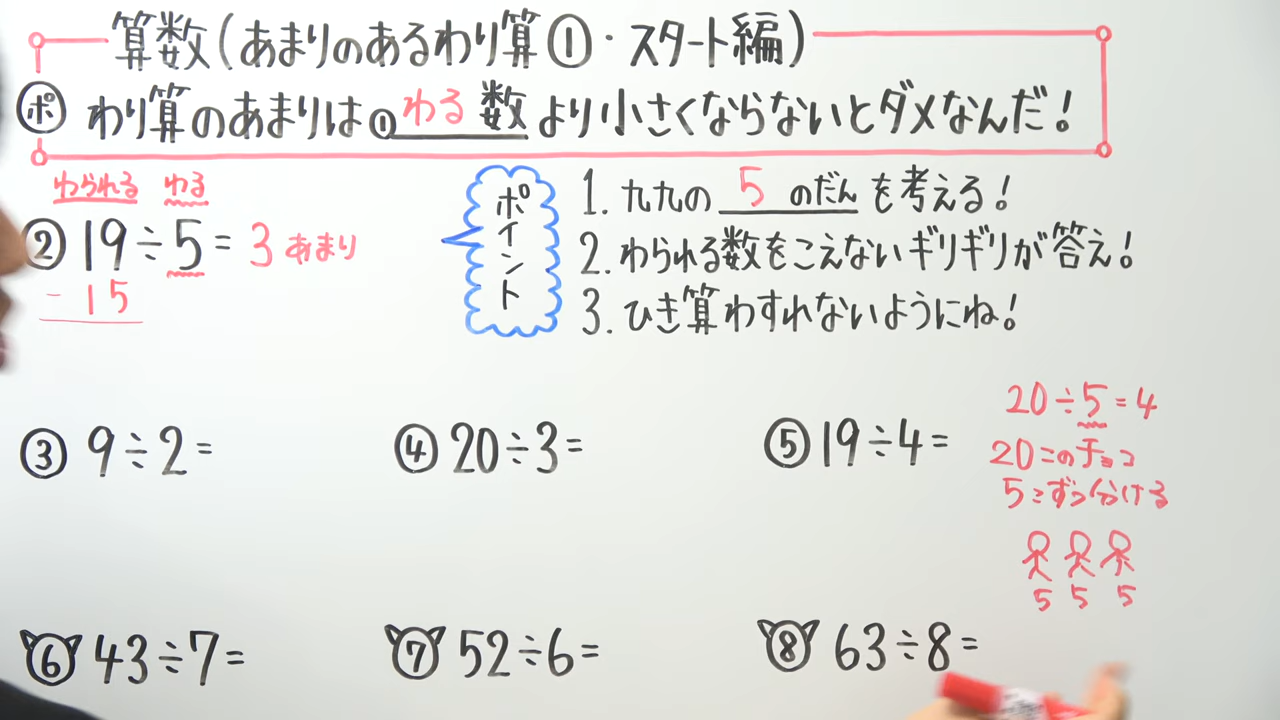 算数(あまりのあるわり算①・スタート編)
ポ わり算のあまりは①わる数より小さくならないとダメなんだ!
わられる わる
② 19÷5=3あまり
-15
ポイント
1. 九九の 5 のだんを考える!
2. わられる数をこえないギリギリが答え!
3. ひき算わすれないようにね!
③ 9÷2=
④ 20÷3=
⑤ 19÷4=
20÷5=4
20このチョコ
5こずつ分ける
5 5 5
⑥ 43÷7=
⑦ 52÷6=
⑧ 63÷8=